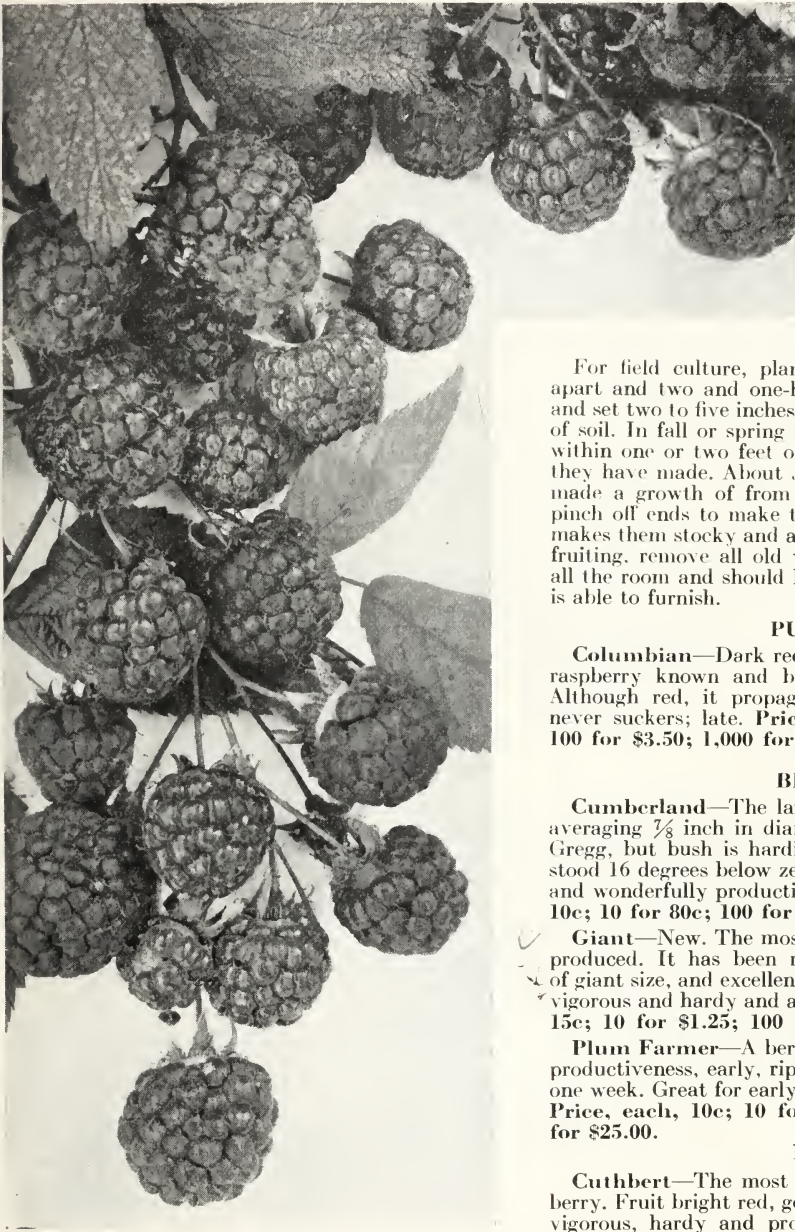 For field culture, plan
apart and two and one-h
and set two to five inches
of soil. In fall or spring
within one or two feet o
they have made. About
made a growth of from
pinch off ends to make t
makes them stocky and a
fruiting. remove all old
all the room and should
is able to furnish.
PU
Columbian—Dark red
raspberry known and b
Although red, it propag
never suckers; late. Pric
100 for $3.50; 1,000 for
Bl
Cumberland—The la
averaging ⅞ inch in dia
Gregg, but bush is hardi
stood 16 degrees below ze
and wonderfully producti
10c; 10 for 80c; 100 for
Giant—New. The mos
produced. It has been
of giant size, and excellen
vigorous and hardy and a
15c; 10 for $1.25; 100
Plum Farmer—A ber
productiveness, early, rip
one week. Great for early
Price, each, 10c; 10 fo
for $25.00.
Cuthbert—The most
berry. Fruit bright red, g
vigorous, hardy and pro